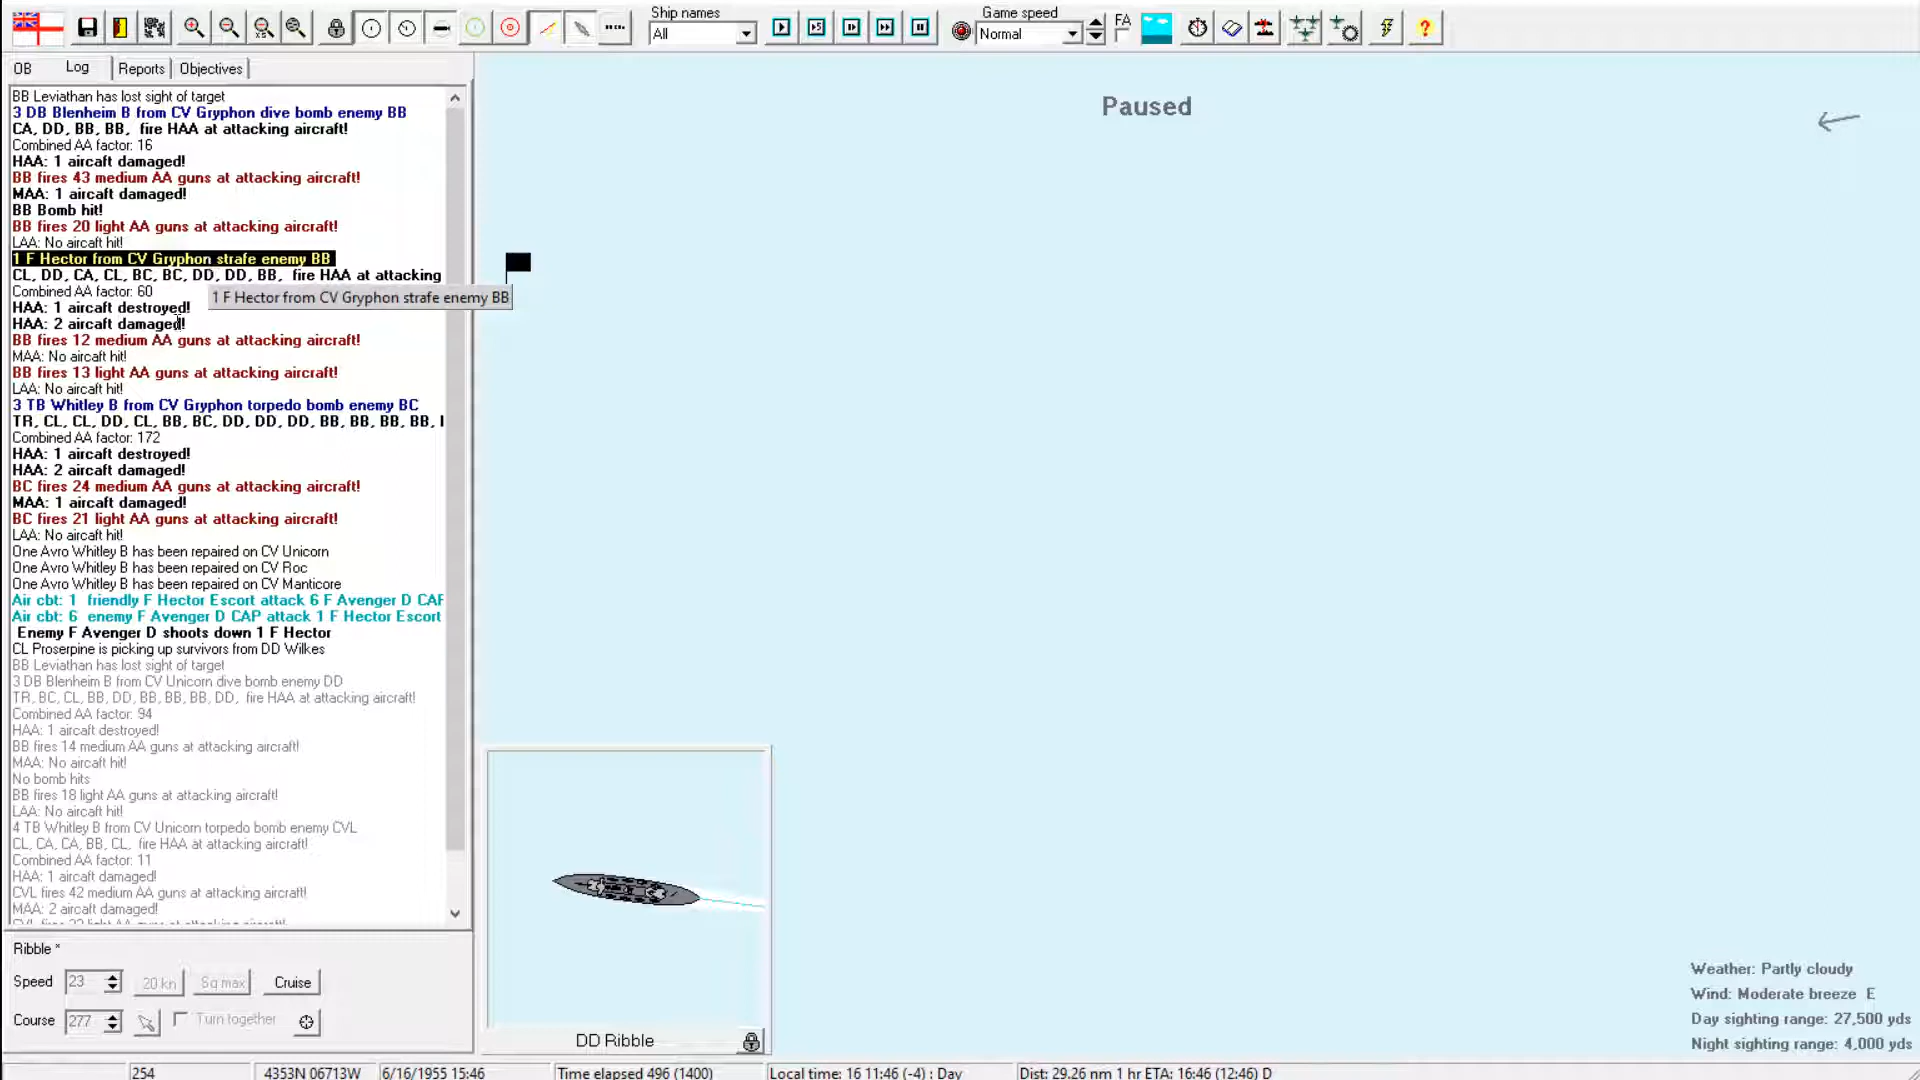 Ship names
All
Game speed
Normal
FA
OB
Log
Reports
Objectives
BB Leviathan has lost sight of target
3 DB Blenheim B from CV Gryphon dive bomb enemy BB
CA, DD, BB, BB,  fire HAA at attacking aircraft!
Combined AA factor: 16
HAA: 1 aircaft damaged!
BB fires 43 medium AA guns at attacking aircraft!
MAA: 1 aircaft damaged!
BB Bomb hit!
BB fires 20 light AA guns at attacking aircraft!
LAA: No aircaft hit!
1 F Hector from CV Gryphon strafe enemy BB
CL, DD, CA, CL, BC, BC, DD, DD, BB,  fire HAA at attacking
Combined AA factor: 60
1 F Hector from CV Gryphon strafe enemy BB
HAA: 1 aircaft destroyed!
HAA: 2 aircaft damaged!
BB fires 12 medium AA guns at attacking aircraft!
MAA: No aircaft hit!
BB fires 13 light AA guns at attacking aircraft!
LAA: No aircaft hit!
3 TB Whitley B from CV Gryphon torpedo bomb enemy BC
TR, CL, CL, DD, CL, BB, BC, DD, DD, DD, BB, BB, BB, BB,
Combined AA factor: 172
HAA: 1 aircaft destroyed!
HAA: 2 aircaft damaged!
BC fires 24 medium AA guns at attacking aircraft!
MAA: 1 aircaft damaged!
BC fires 21 light AA guns at attacking aircraft!
LAA: No aircaft hit!
One Avro Whitley B has been repaired on CV Unicorn
One Avro Whitley B has been repaired on CV Roc
One Avro Whitley B has been repaired on CV Manticore
Air cbt: 1  friendly F Hector Escort attack 6 F Avenger D CAP
Air cbt: 6  enemy F Avenger D CAP attack 1 F Hector Escort
Enemy F Avenger D shoots down 1 F Hector
CL Proserpine is picking up survivors from DD Wilkes
BB Leviathan has lost sight of target
3 DB Blenheim B from CV Unicorn dive bomb enemy DD
TR, BC, CL, BB, DD, BB, BB, BB, DD,  fire HAA at attacking aircraft!
Combined AA factor: 94
HAA: 1 aircaft destroyed!
BB fires 14 medium AA guns at attacking aircraft!
MAA: No aircaft hit!
No bomb hits
BB fires 18 light AA guns at attacking aircraft!
LAA: No aircaft hit!
4 TB Whitley B from CV Unicorn torpedo bomb enemy CVL
CL, CA, CA, BB, CL,  fire HAA at attacking aircraft!
Combined AA factor: 11
HAA: 1 aircaft damaged!
CVL fires 42 medium AA guns at attacking aircraft!
MAA: 2 aircaft damaged!
Paused
Ribble *
Speed
23
20 kn
Sq max
Cruise
Course
277
Turn together
DD Ribble
Weather: Partly cloudy
Wind: Moderate breeze  E
Day sighting range: 27,500 yds
Night sighting range: 4,000 yds
254
4353N 06713W
6/16/1955 15:46
Time elapsed 496 (1400)
Local time: 16 11:46 (-4) : Day
Dist: 29.26 nm 1 hr ETA: 16:46 (12:46) D